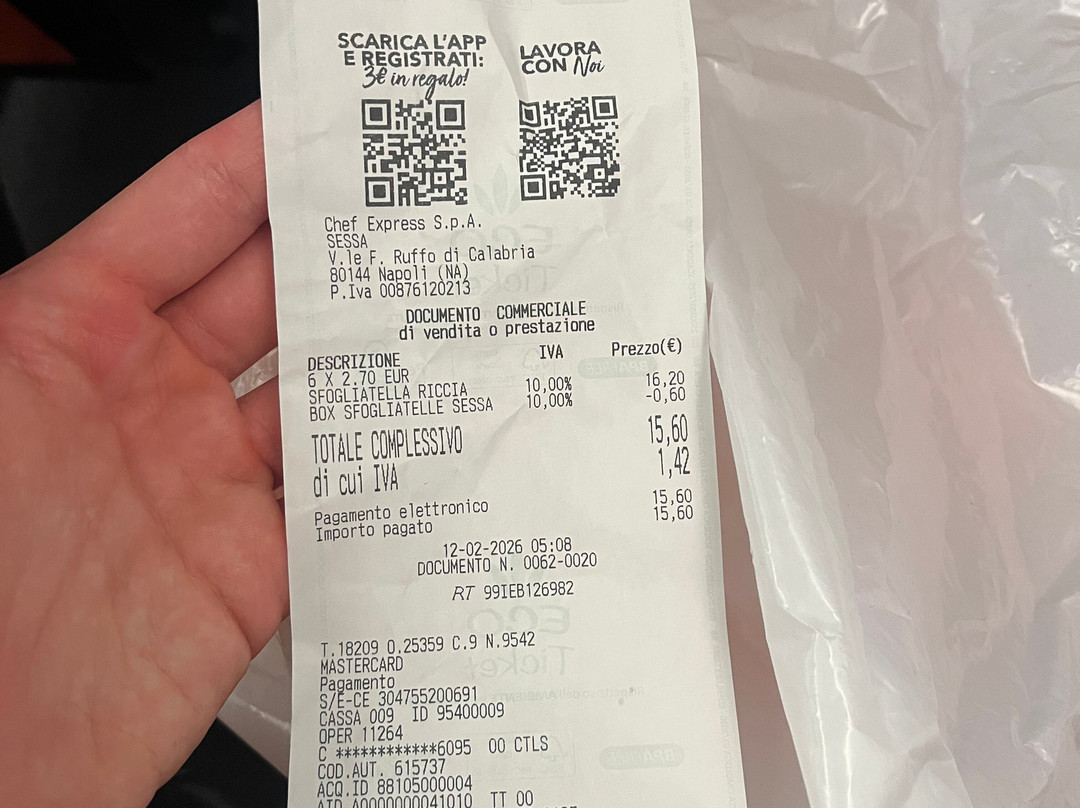 SCARICA L'APP
E REGISTRATI:
3€ in regalo!
LAVORA
CON Noi
Chef Express S.p.A.
SESSA
V.le F. Ruffo di Calabria
80144 Napoli (NA)
P.Iva 00876120213
DOCUMENTO COMMERCIALE
di vendita o prestazione
DESCRIZIONE IVA Prezzo(€)
6 X 2.70 EUR
SFOGLIATELLA RICCIA 10,00% 16,20
BOX SFOGLIATELLE SESSA 10,00% -0,60
TOTALE COMPLESSIVO 15,60
di cui IVA 1,42
Pagamento elettronico 15,60
Importo pagato 15,60
12-02-2026 05:08
DOCUMENTO N. 0062-0020
RT 99IEB126982
T.18209 O.25359 C.9 N.9542
MASTERCARD
Pagamento
S/E-CE 304755200691
CASSA 009 ID 95400009
OPER 11264
C ************6095 00 CTLS
COD.AUT. 615737
ACQ.ID 88105000004
AID A0000000041010 TT 00